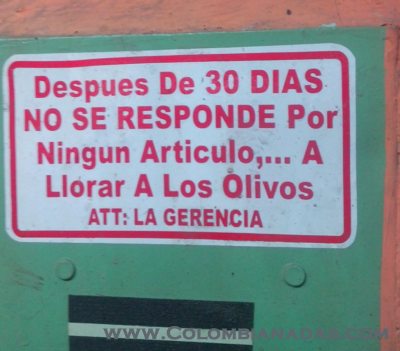 Despues De 30 DIAS
NO SE RESPONDE Por
Ningun Articulo,... A
Llorar A Los Olivos
ATT: LA GERENCIA
www.Colombianadas.com